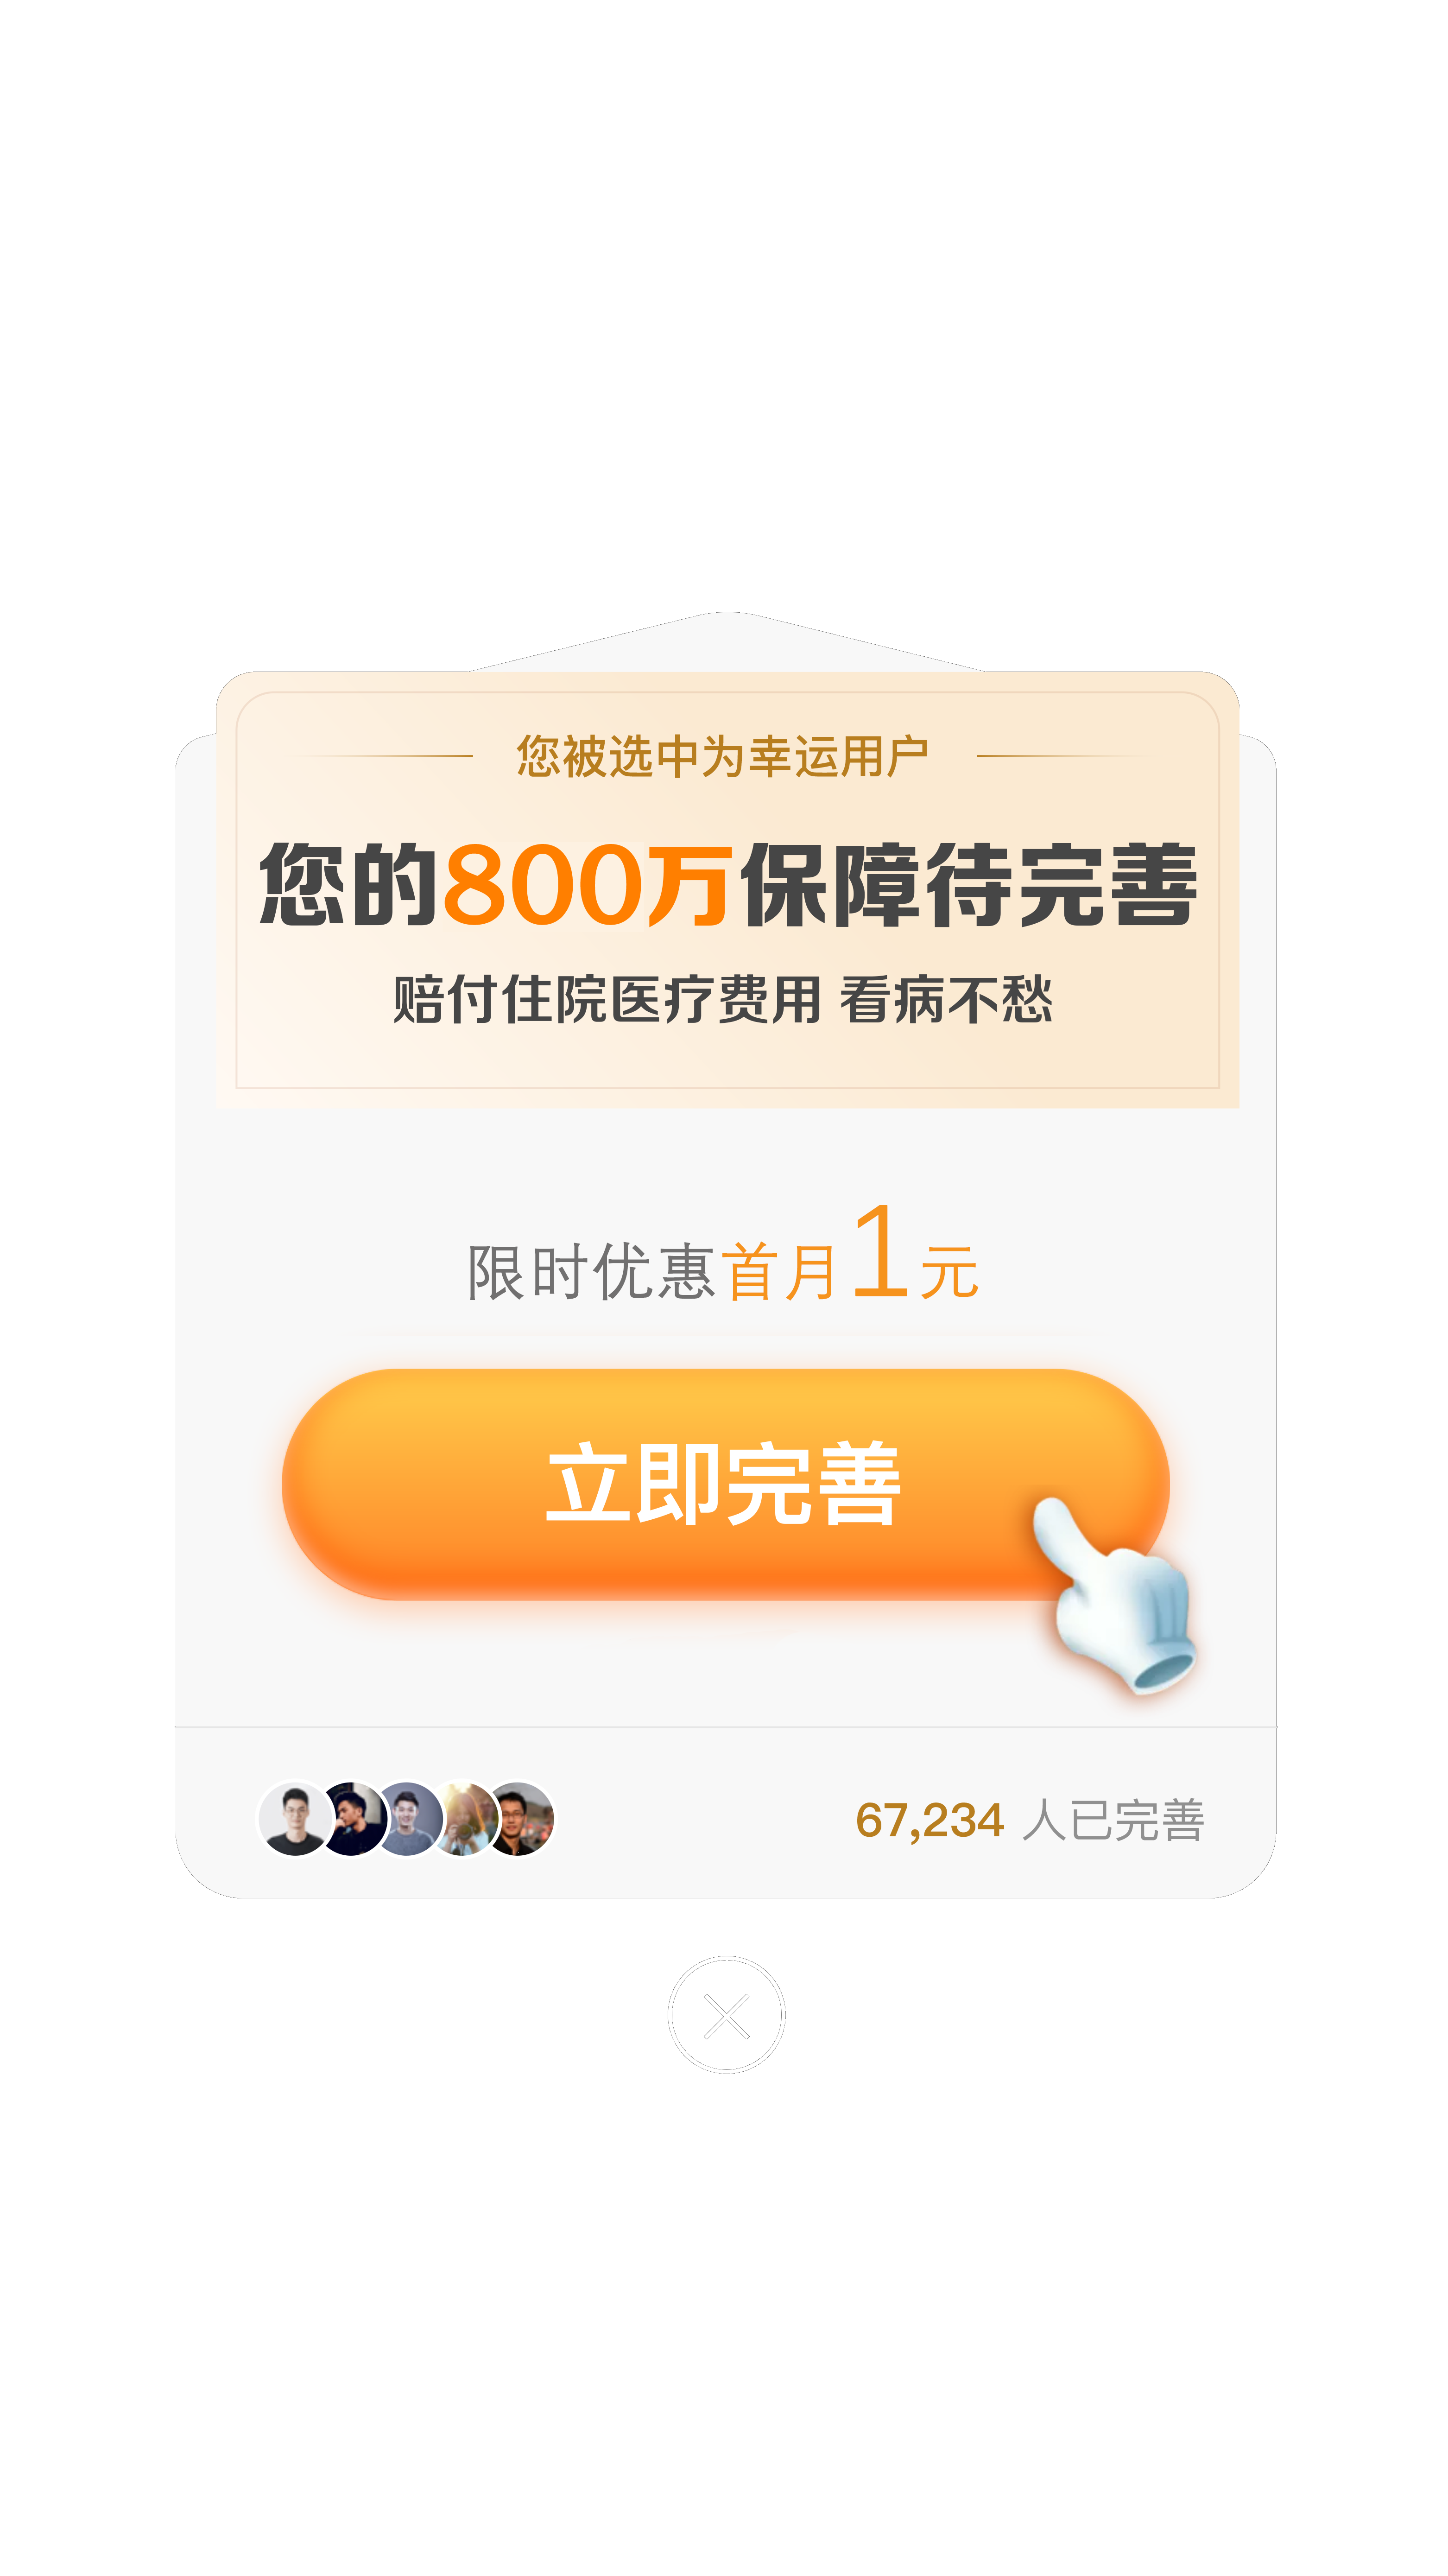 您被选中为幸运用户
您的800万保障待完善
赔付住院医疗费用 看病不愁
限时优惠首月1元
立即完善
67,234 人已完善